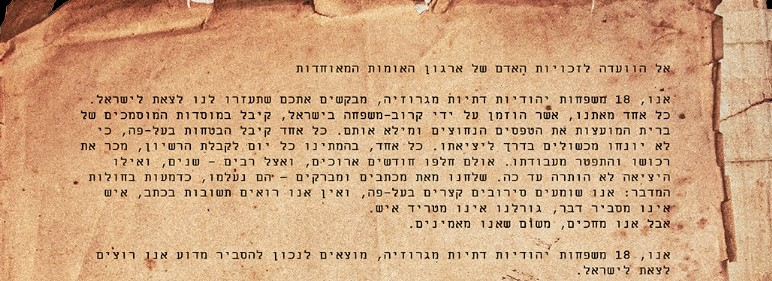 אל הוועדה לזכויות האדם של ארגון האומות המאוחדות
אנו, 18 משפחות יהודיות דתיות מגרוזיה, מבקשים אתכם שתעזרו לנו לצאת לישראל.
כל אחד מאתנו, אשר הוזמן על ידי קרוב-משפחה בישראל, קיבל במוסדות המוסמכים של
ברית המועצות את הטפסים הנחוצים ומילא אותם. כל אחד קיבל הבטחות בעל-פה, כי
לא יונחו מכשולים בדרך ליציאתו. כל אחד, בהמתינו כל יום לקבלת הרשיון, מכר את
רכושו והתפטר מעבודתו. אולם חלפו חודשים ארוכים, ואצל רבים - שנים, ואילו
היציאה לא הותרה עד כה. שלחנו מאת מכתבים ומברקים - הם נעלמו, כדמעות בחולות
המדבר: אנו שומעים סירובים קצרים בעל-פה, ואין אנו רואים תשובות בכתב, איש
אינו מסביר דבר, גורלנו אינו מטריד איש.
אבל אנו מחכים, משום שאנו מאמינים.
אנו, 18 משפחות יהודיות דתיות מגרוזיה, מוצאים לנכון להסביר מדוע אנו רוצים
לצאת לישראל.